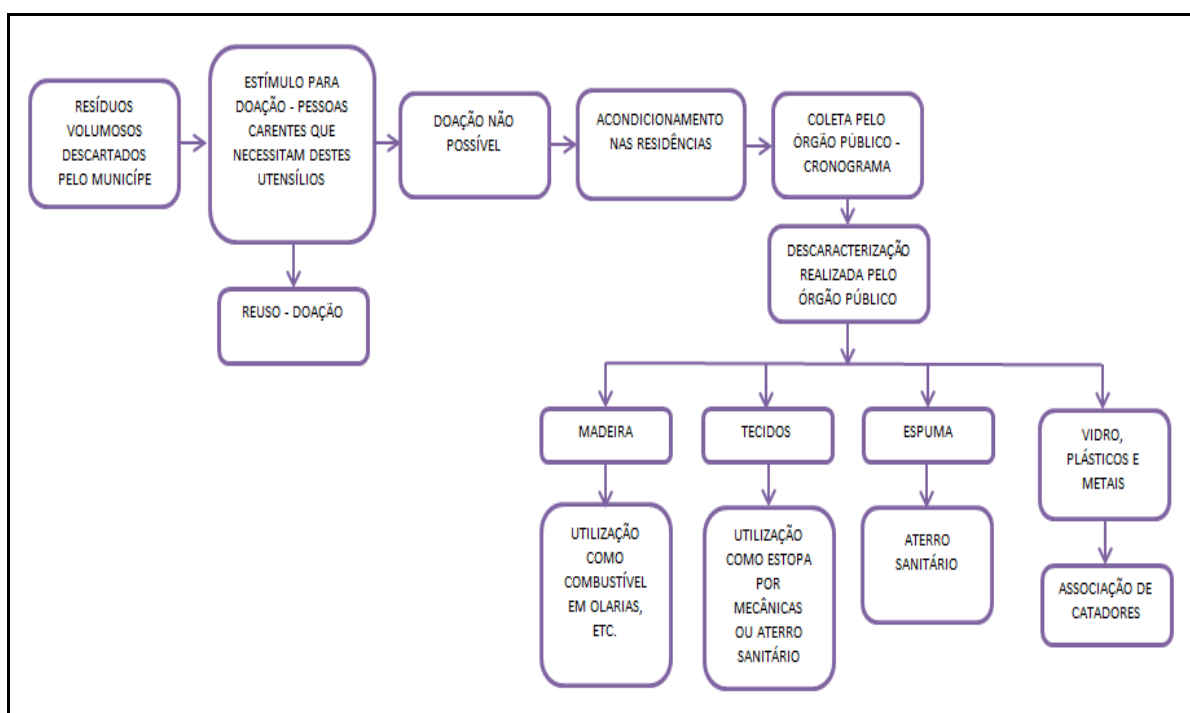 RESÍDUOS
VOLUMOSOS
DESCARTADOS
PELO MUNICÍPE
ESTÍMULO PARA
DOAÇÃO - PESSOAS
CARENTES QUE
NECESSITAM DESTES
UTENSÍLIOS
DOAÇÃO NÃO
POSSÍVEL
ACONDICIONAMENTO
NAS RESIDÊNCIAS
COLETA PELO
ÓRGÃO PÚBLICO -
CRONOGRAMA
REUSO - DOAÇÃO
DESCARACTERIZAÇÃO
REALIZADA PELO
ÓRGÃO PÚBLICO
MADEIRA
TECIDOS
ESPUMA
VIDRO,
PLÁSTICOS E
METAIS
UTILIZAÇÃO
COMO
COMBUSTÍVEL
EM OLARIAS,
ETC.
UTILIZAÇÃO
COMO ESTOPA
POR
MECÂNICAS
OU ATERRO
SANITÁRIO
ATERRO
SANITÁRIO
ASSOCIAÇÃO DE
CATADORES